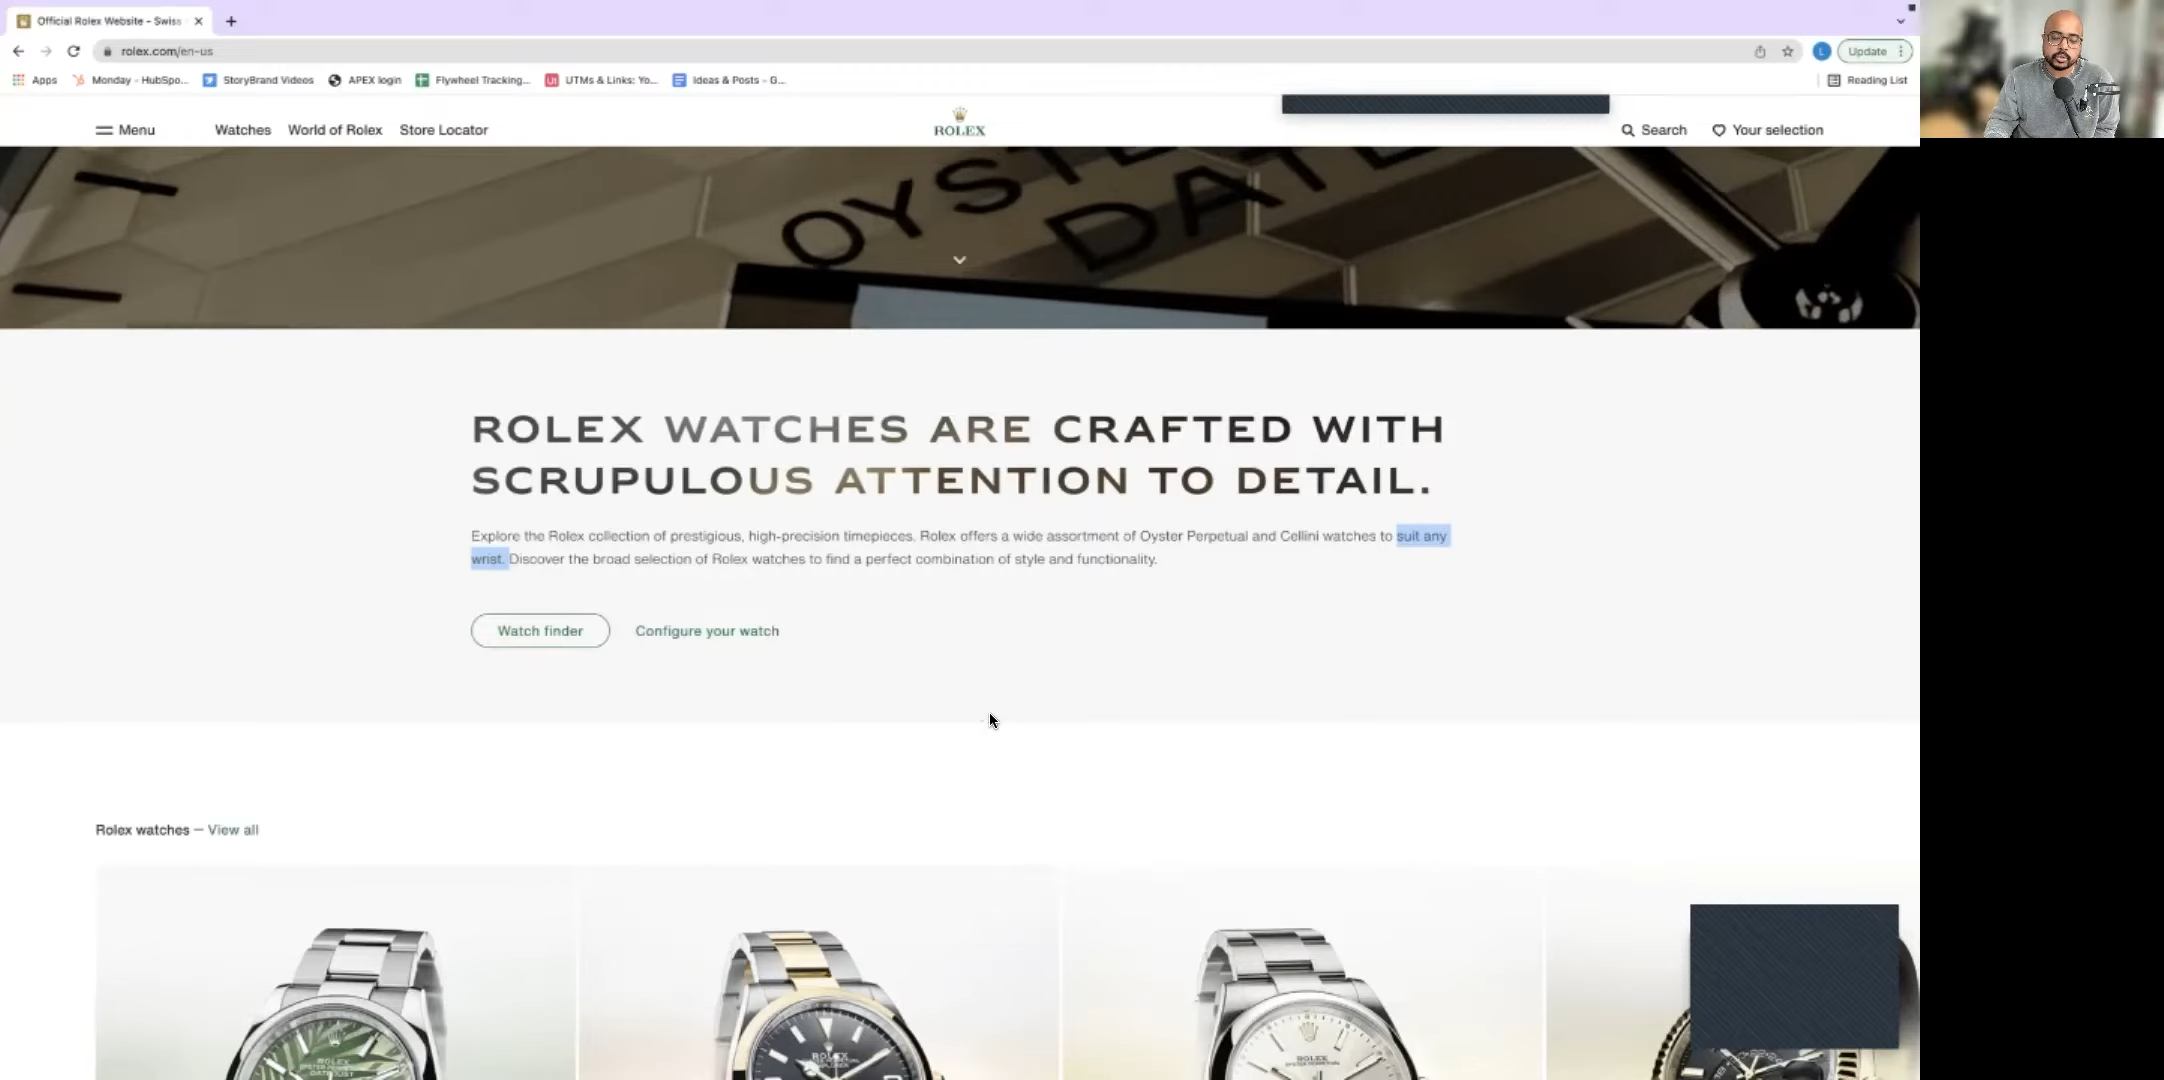 Official Rolex Website - Swiss
rolex.com/en-us
L
Update
Apps
Monday - HubSpo...
StoryBrand Videos
APEX login
Flywheel Tracking...
UTMs & Links: Yo...
Ideas & Posts - G...
Reading List
Menu
Watches
World of Rolex
Store Locator
ROLEX
Search
Your selection
ROLEX WATCHES ARE CRAFTED WITH
SCRUPULOUS ATTENTION TO DETAIL.
Explore the Rolex collection of prestigious, high-precision timepieces. Rolex offers a wide assortment of Oyster Perpetual and Cellini watches to suit any
wrist. Discover the broad selection of Rolex watches to find a perfect combination of style and functionality.
Watch finder
Configure your watch
Rolex watches — View all
ROLEX
ROLEX
ROLEX